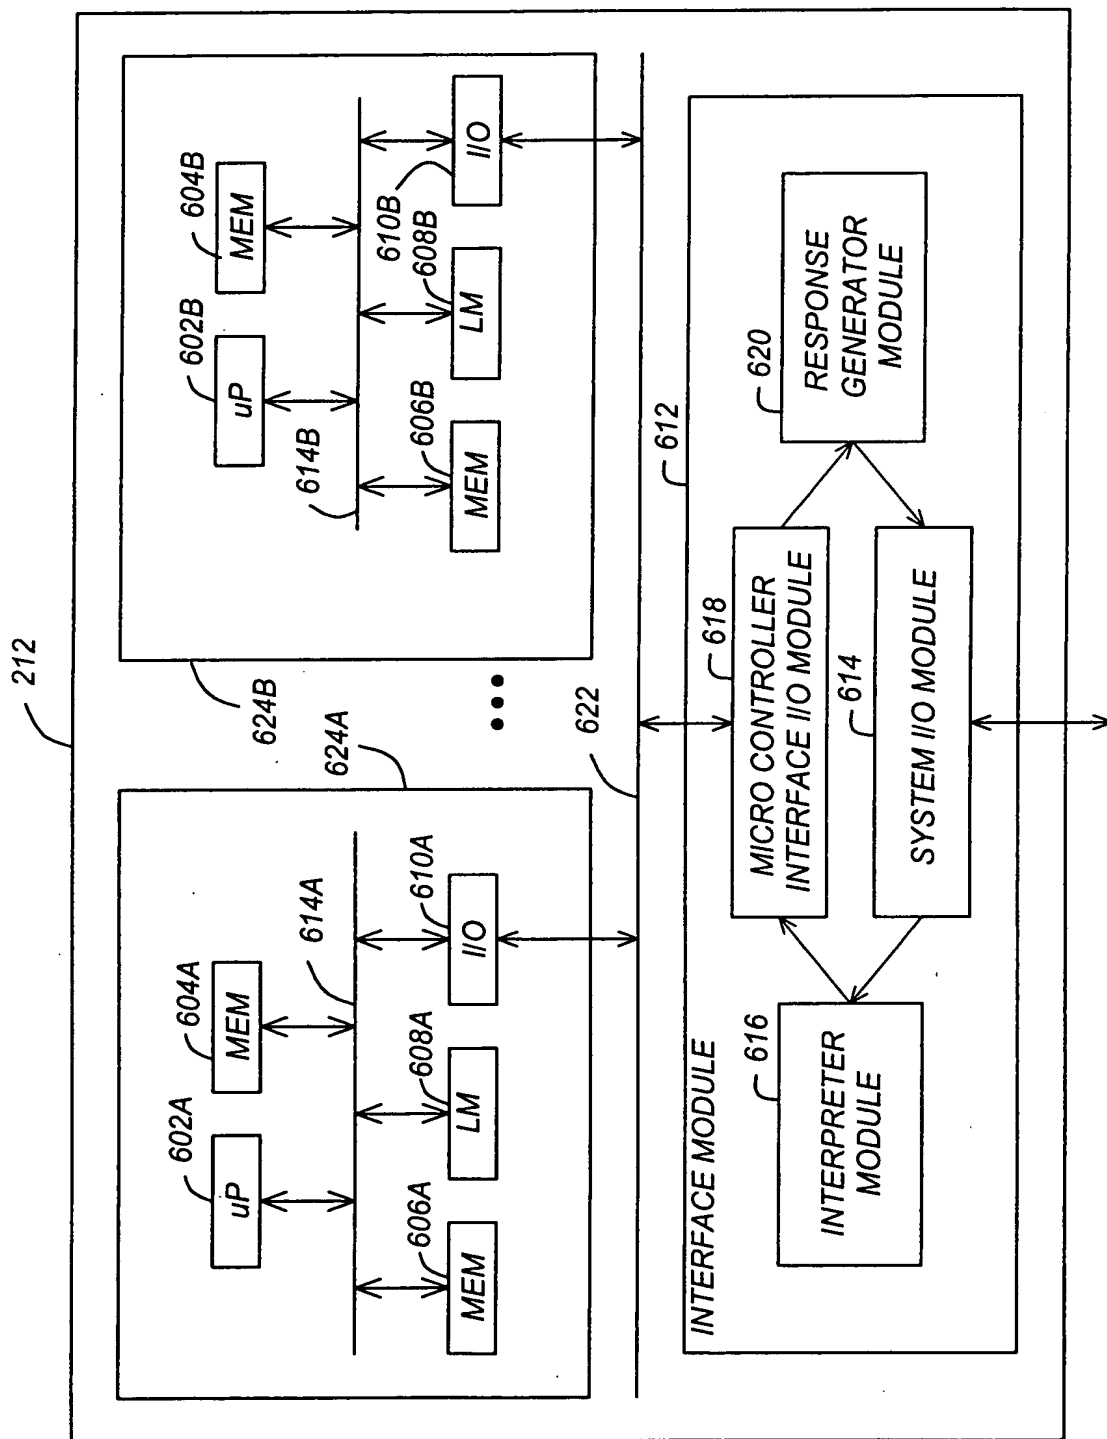 212
624A
602A
604A
uP
MEM
614A
606A
608A
610A
MEM
LM
I/O
624B
602B
604B
uP
MEM
614B
606B
608B
610B
MEM
LM
I/O
622
612
INTERFACE MODULE
616
INTERPRETER
MODULE
618
MICRO CONTROLLER
INTERFACE I/O MODULE
614
SYSTEM I/O MODULE
620
RESPONSE
GENERATOR
MODULE